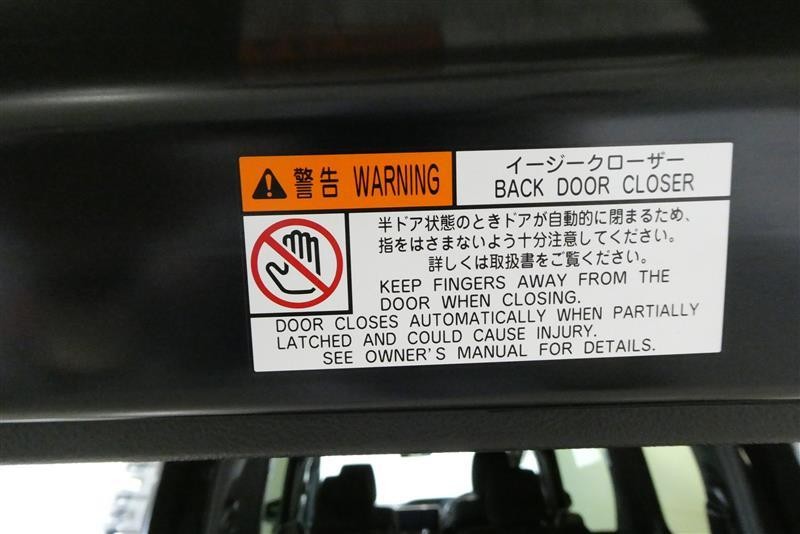 警告 WARNING
イージークローザー
BACK DOOR CLOSER
半ドア状態のときドアが自動的に閉まるため、
指をはさまないよう十分注意してください。
詳しくは取扱書をご覧ください。
KEEP FINGERS AWAY FROM THE
DOOR WHEN CLOSING.
DOOR CLOSES AUTOMATICALLY WHEN PARTIALLY
LATCHED AND COULD CAUSE INJURY.
SEE OWNER'S MANUAL FOR DETAILS.